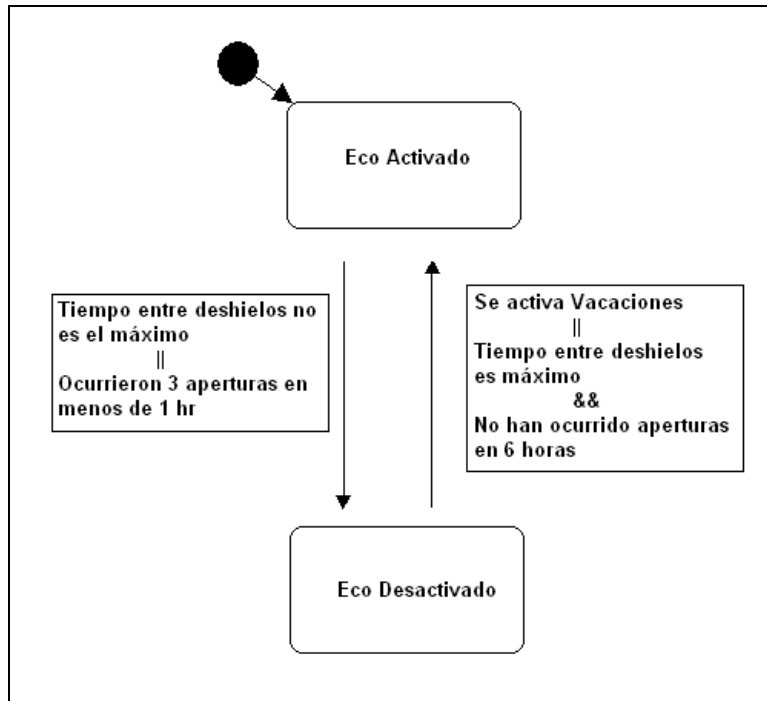 Eco Activado
Tiempo entre deshielos no
es el máximo
||
Ocurrieron 3 aperturas en
menos de 1 hr
Se activa Vacaciones
||
Tiempo entre deshielos
es máximo
&&
No han ocurrido aperturas
en 6 horas
Eco Desactivado